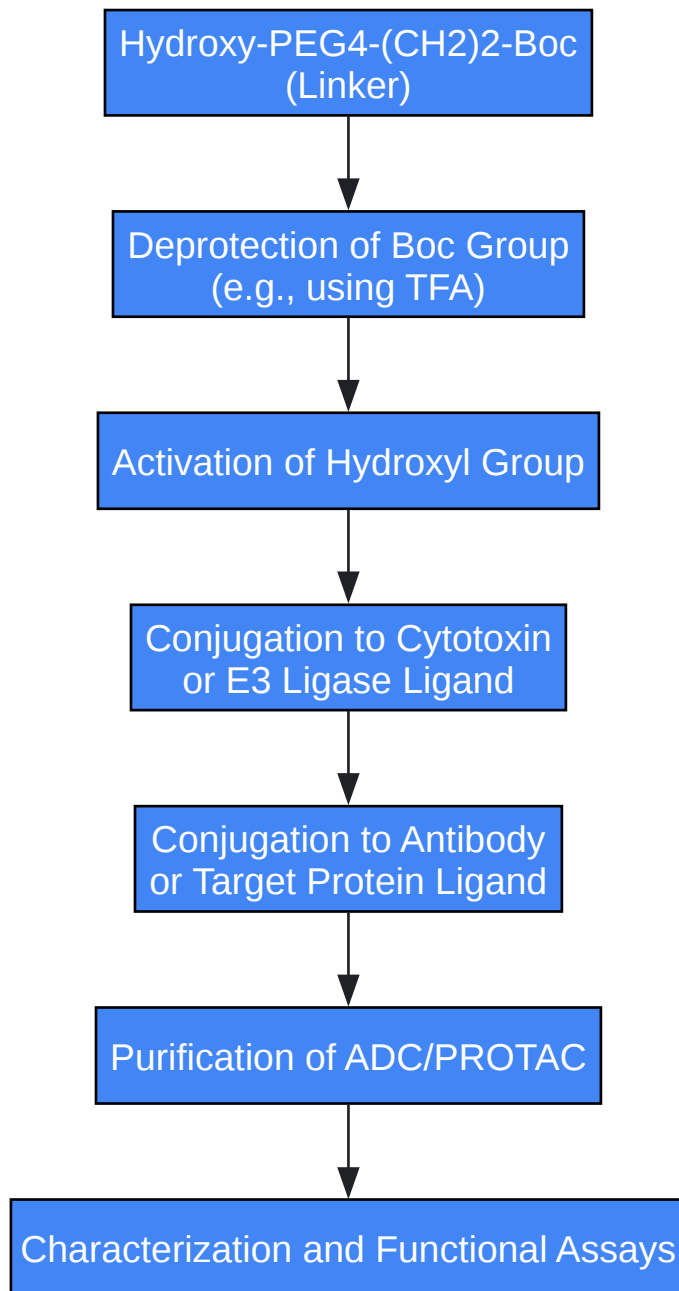 Hydroxy-PEG4-(CH2)2-Boc
(Linker)
Deprotection of Boc Group
(e.g., using TFA)
Activation of Hydroxyl Group
Conjugation to Cytotoxin
or E3 Ligase Ligand
Conjugation to Antibody
or Target Protein Ligand
Purification of ADC/PROTAC
Characterization and Functional Assays